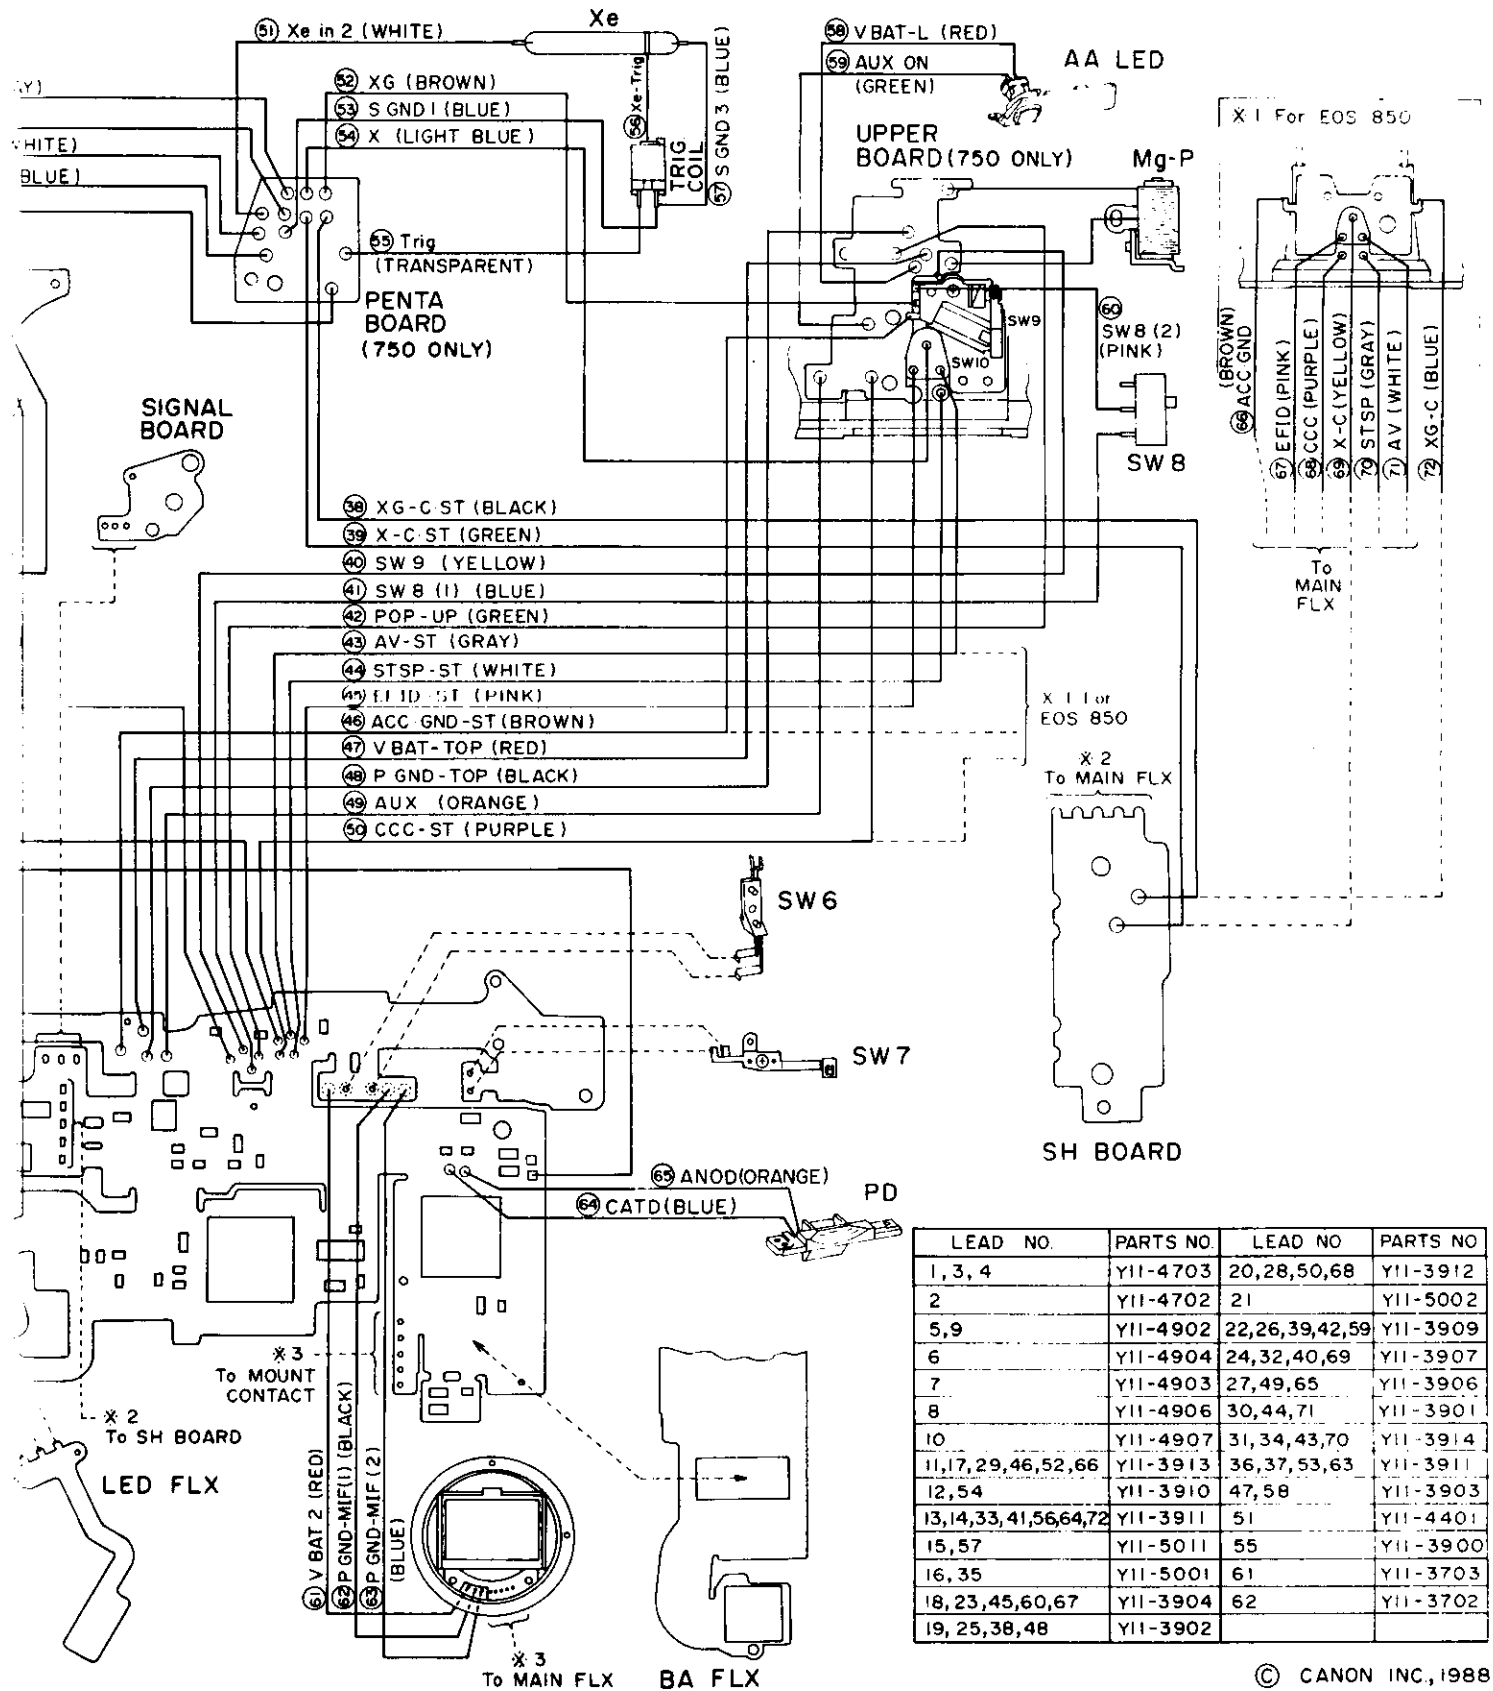 51 Xe in 2 (WHITE)
Xe
52 XG (BROWN)
53 S GND 1 (BLUE)
54 X (LIGHT BLUE)
56 Xe-Trig
TRIG COIL
57 S GND 3 (BLUE)
55 Trig
(TRANSPARENT)
PENTA
BOARD
(750 ONLY)
WHITE)
BLUE)
58 V BAT-L (RED)
59 AUX ON
(GREEN)
AA LED
UPPER
BOARD (750 ONLY)
Mg-P
SW9
SW10
60
SW 8 (2)
(PINK)
SW 8
※ 1 For EOS 850
(BROWN)
66 ACC GND
67 EFID (PINK)
68 CCC (PURPLE)
69 X-C (YELLOW)
70 STSP (GRAY)
71 AV (WHITE)
72 XG-C (BLUE)
To
MAIN
FLX
SIGNAL
BOARD
38 XG-C·ST (BLACK)
39 X-C·ST (GREEN)
40 SW 9 (YELLOW)
41 SW 8 (1) (BLUE)
42 POP-UP (GREEN)
43 AV-ST (GRAY)
44 STSP-ST (WHITE)
45 EFID-ST (PINK)
46 ACC GND-ST (BROWN)
47 V BAT-TOP (RED)
48 P GND-TOP (BLACK)
49 AUX (ORANGE)
50 CCC-ST (PURPLE)
※ 1 For
EOS 850
※ 2
To MAIN FLX
SH BOARD
SW 6
SW 7
65 ANOD (ORANGE)
64 CATD (BLUE)
PD
※ 3
To MOUNT
CONTACT
※ 2
To SH BOARD
LED FLX
61 V BAT 2 (RED)
62 P GND-MIF (1) (BLACK)
63 P GND-MIF (2)
(BLUE)
※ 3
To MAIN FLX
BA FLX
LEAD NO. PARTS NO. LEAD NO PARTS NO
1, 3, 4 Y11-4703 20,28,50,68 Y11-3912
2 Y11-4702 21 Y11-5002
5,9 Y11-4902 22,26,39,42,59 Y11-3909
6 Y11-4904 24,32,40,69 Y11-3907
7 Y11-4903 27,49,65 Y11-3906
8 Y11-4906 30,44,71 Y11-3901
10 Y11-4907 31,34,43,70 Y11-3914
11,17,29,46,52,66 Y11-3913 36,37,53,63 Y11-3911
12,54 Y11-3910 47,58 Y11-3903
13,14,33,41,56,64,72 Y11-3911 51 Y11-4401
15,57 Y11-5011 55 Y11-3900
16,35 Y11-5001 61 Y11-3703
18,23,45,60,67 Y11-3904 62 Y11-3702
19,25,38,48 Y11-3902
© CANON INC., 1988